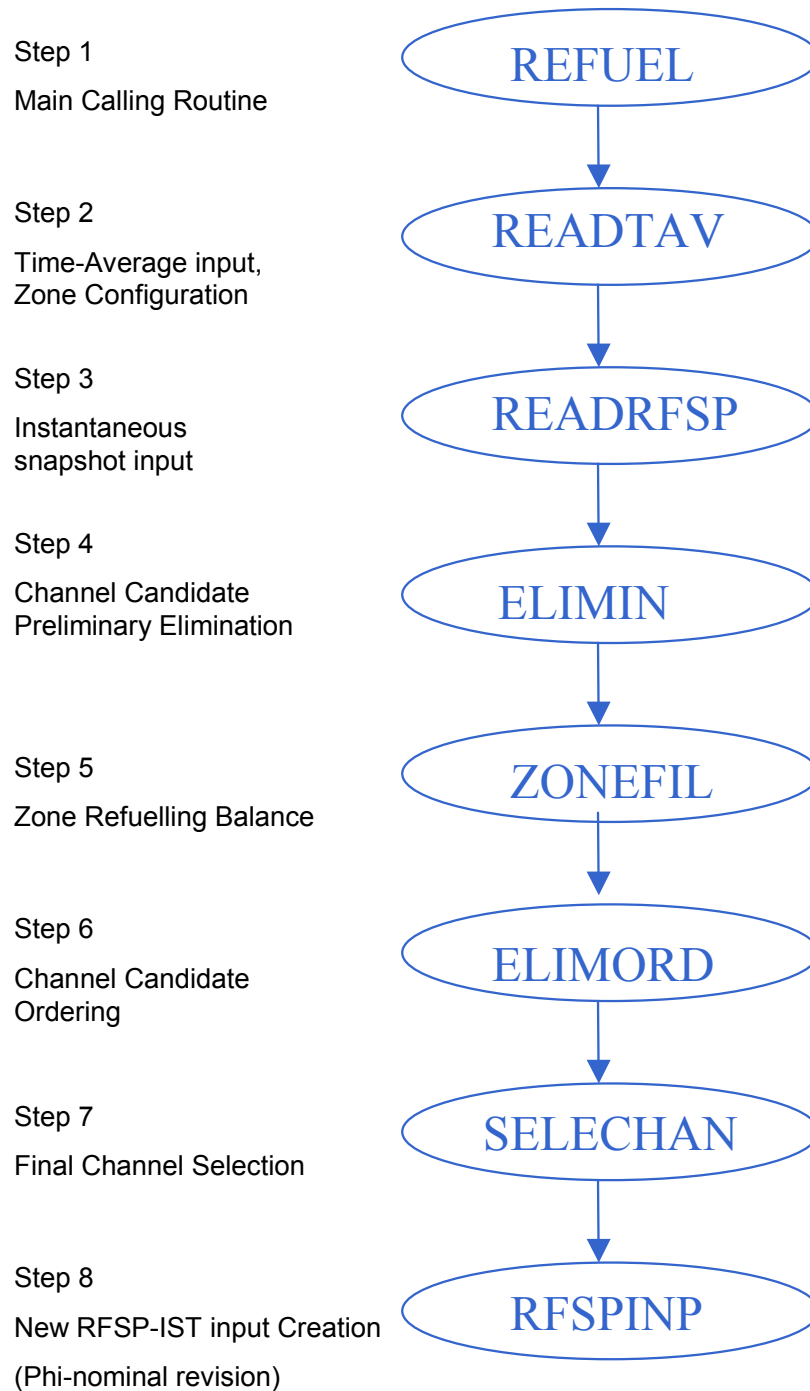 Step 1
Main Calling Routine
REFUEL
Step 2
Time-Average input,
Zone Configuration
READTAV
Step 3
Instantaneous
snapshot input
READRFSP
Step 4
Channel Candidate
Preliminary Elimination
ELIMIN
Step 5
Zone Refuelling Balance
ZONEFIL
Step 6
Channel Candidate
Ordering
ELIMORD
Step 7
Final Channel Selection
SELECHAN
Step 8
New RFSP-IST input Creation
(Phi-nominal revision)
RFSPINP